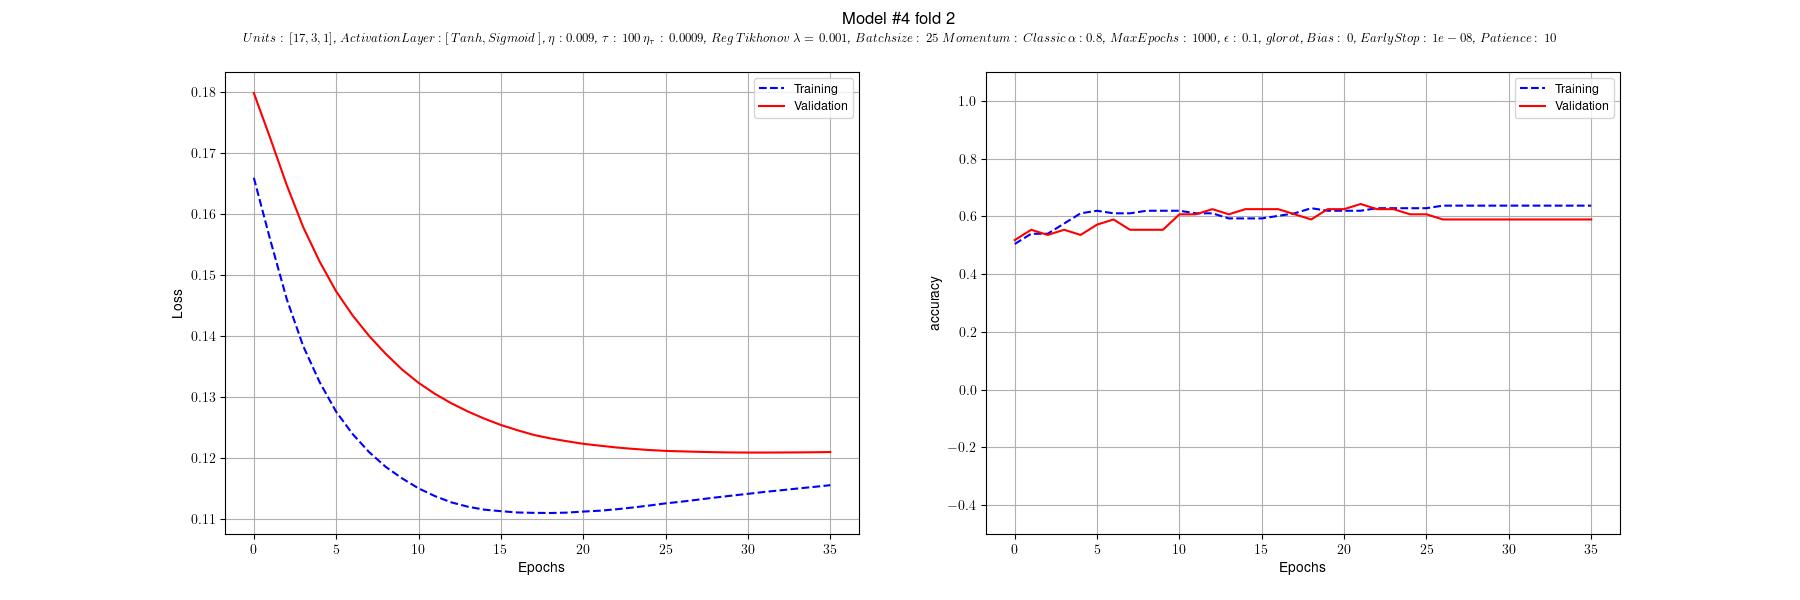 Model #4 fold 2
Units : [17, 3, 1], ActivationLayer : [ Tanh, Sigmoid ], η : 0.009, τ : 100 η_τ : 0.0009, Reg Tikhonov λ = 0.001, Batchsize : 25 Momentum : Classic α : 0.8, MaxEpochs : 1000, ϵ : 0.1, glorot, Bias : 0, EarlyStop : 1e − 08, Patience : 10
Training
Validation
0.18
0.17
0.16
0.15
0.14
0.13
0.12
0.11
Loss
0 5 10 15 20 25 30 35
Epochs
Training
Validation
1.0
0.8
0.6
0.4
0.2
0.0
−0.2
−0.4
accuracy
0 5 10 15 20 25 30 35
Epochs